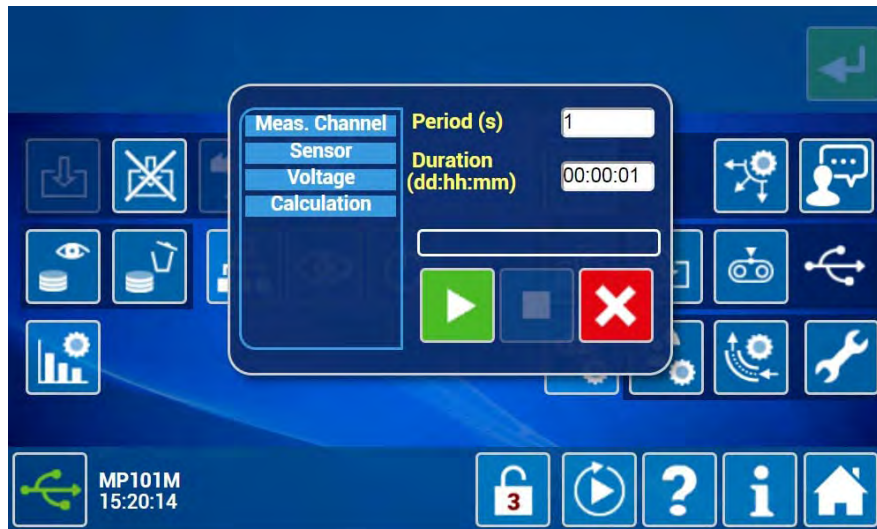 Meas. Channel
Sensor
Voltage
Calculation
Period (s)
1
Duration
(dd:hh:mm)
00:00:01
MP101M
15:20:14
3
?
i